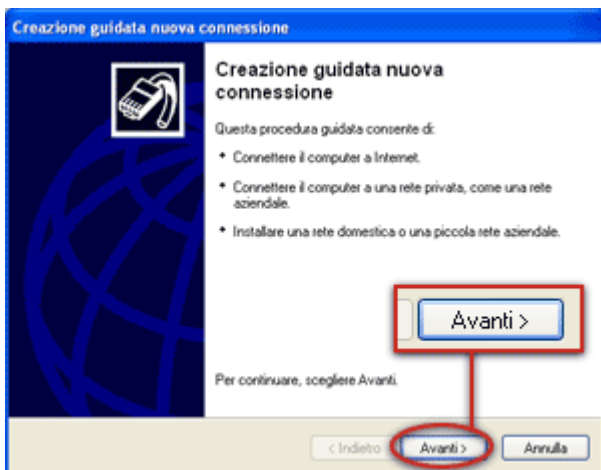 Creazione guidata nuova connessione
Creazione guidata nuova
connessione
Questa procedura guidata consente di:
• Connettere il computer a Internet.
• Connettere il computer a una rete privata, come una rete
aziendale.
• Installare una rete domestica o una piccola rete aziendale.
Avanti >
Per continuare, scegliere Avanti.
< Indietro
Avanti >
Annulla